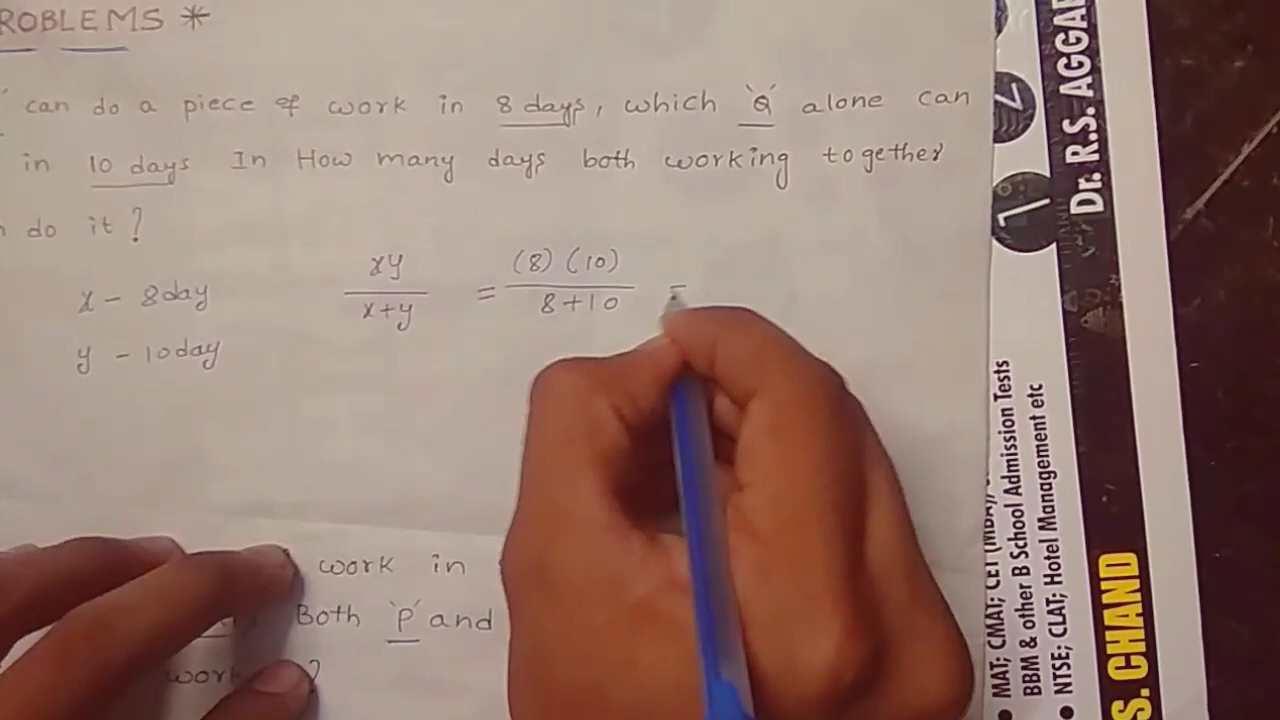 ROBLEMS *
can do a piece of work in 8 days, which 'Q' alone can
in 10 days In How many days both working together
do it?
x - 8day
y - 10day
xy
x+y
= (8) (10)
8+10
work in
Both 'P' and
work ?
Dr. R.S. AGGA
MAT; CMAT; CET (MBA);
BBM & other B School Admission Tests
NTSE; CLAT; Hotel Management etc
S. CHAND